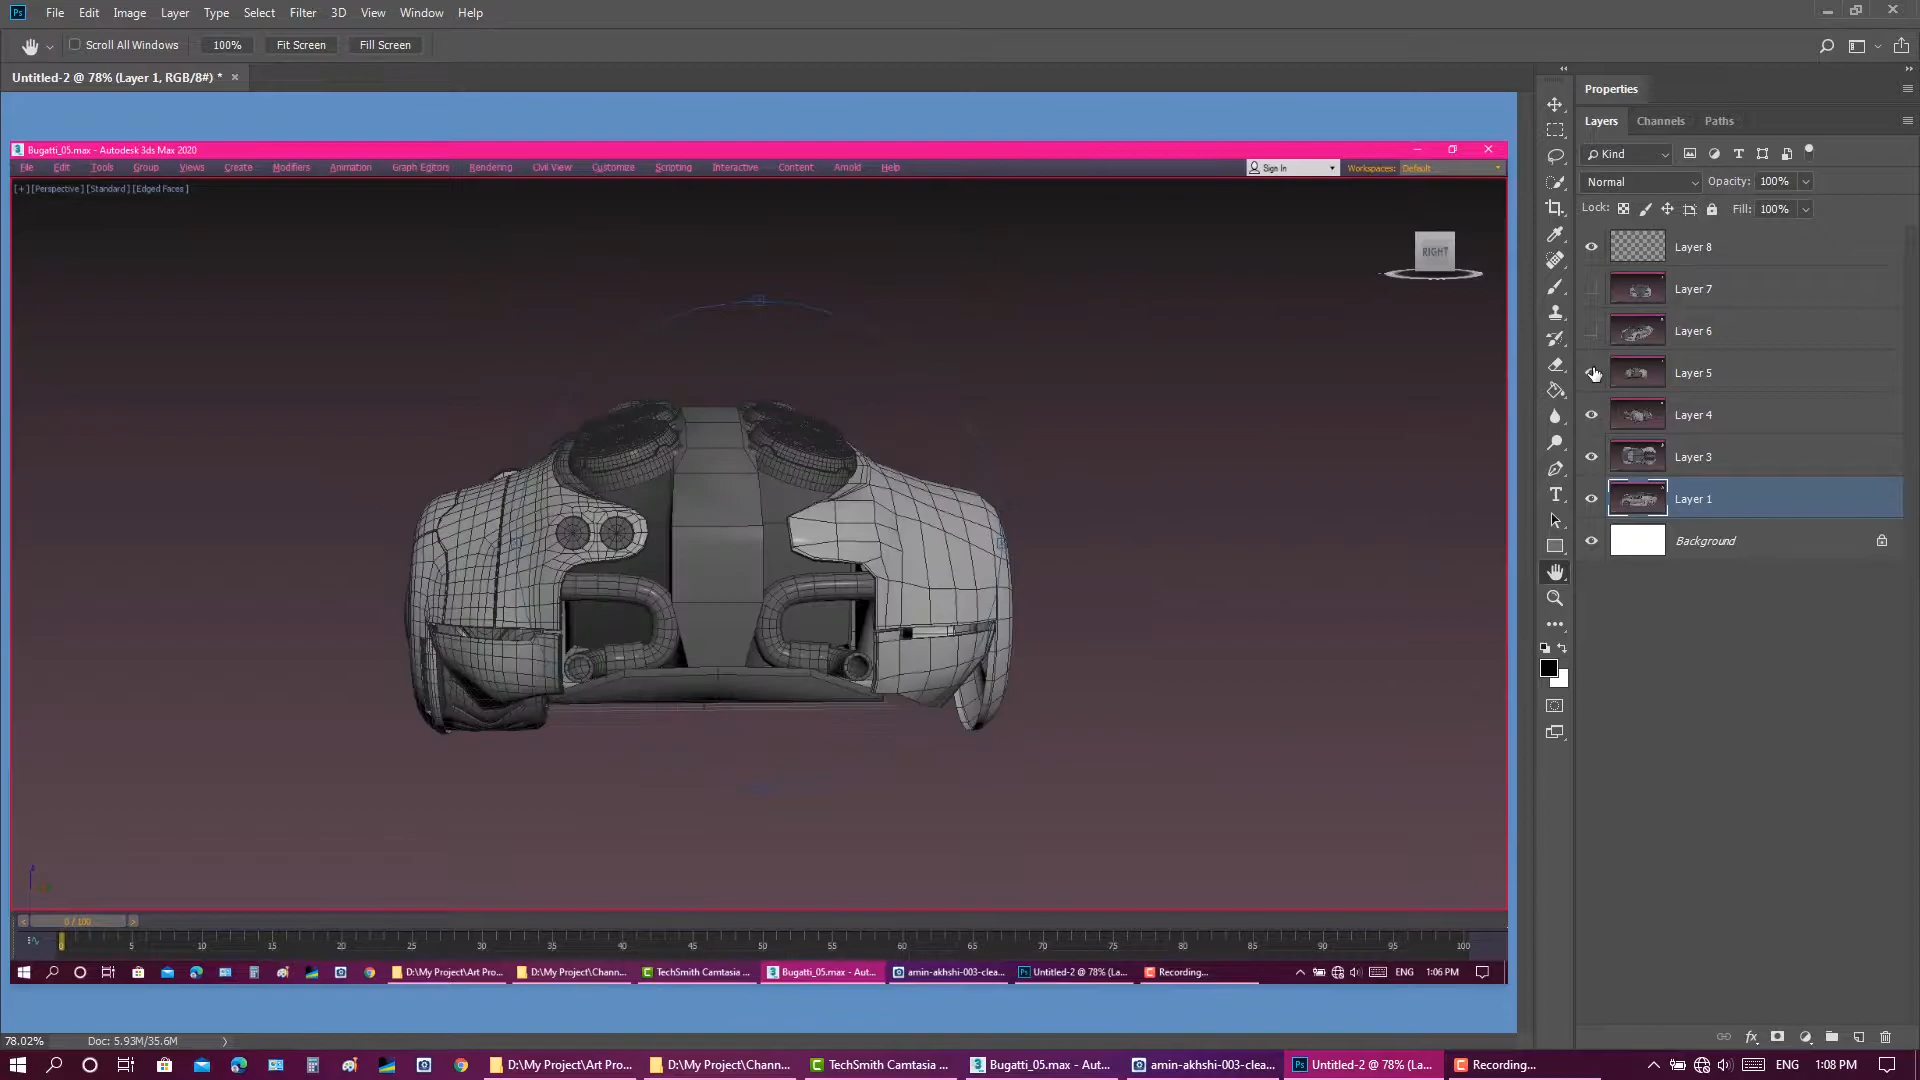 Ps File Edit Image Layer Type Select Filter 3D View Window Help
Scroll All Windows 100% Fit Screen Fill Screen
Untitled-2 @ 78% (Layer 1, RGB/8#) * ×
Bugatti_05.max - Autodesk 3ds Max 2020
File Edit Tools Group Views Create Modifiers Animation Graph Editors Rendering Civil View Customize Scripting Interactive Content Arnold Help Sign In Workspaces: Default
[+] [Perspective] [Standard] [Edged Faces]
RIGHT
Properties
Layers Channels Paths
Kind
Normal Opacity: 100%
Lock: Fill: 100%
Layer 8
Layer 7
Layer 6
Layer 5
Layer 4
Layer 3
Layer 1
Background
< 0 / 100 >
0 5 10 15 20 25 30 35 40 45 50 55 60 65 70 75 80 85 90 95 100
D:\My Project\Art Pro... D:\My Project\Chann... TechSmith Camtasia ... Bugatti_05.max - Aut... amin-akhshi-003-clea... Untitled-2 @ 78% (La... Recording... ENG 1:06 PM
78.02% Doc: 5.93M/35.6M
D:\My Project\Art Pro... D:\My Project\Chann... TechSmith Camtasia ... Bugatti_05.max - Aut... amin-akhshi-003-clea... Untitled-2 @ 78% (La... Recording... ENG 1:08 PM